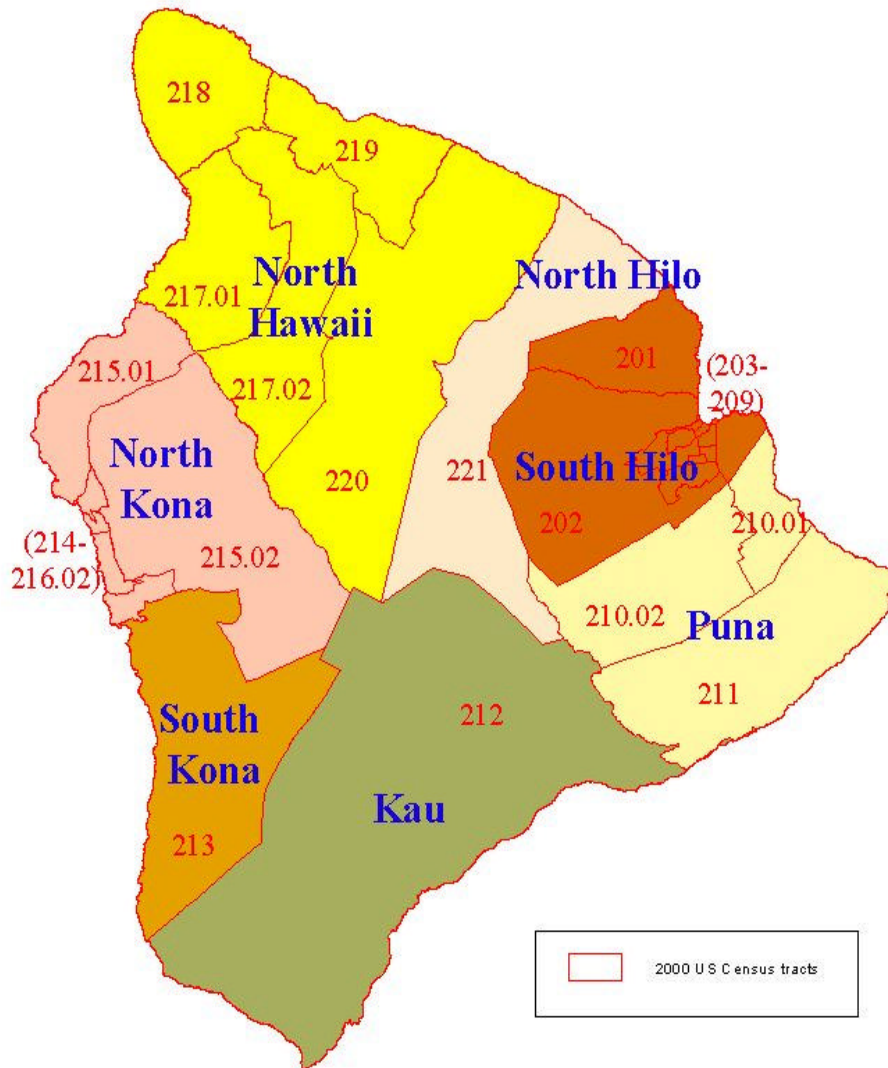 218
219
North Hilo
North
Hawaii
217.01
215.01
201
(203-
209)
217.02
North
Kona
220
221
South Hilo
202
210.01
(214-
216.02)
215.02
210.02
Puna
211
South
Kona
212
Kau
213
2000 US Census tracts